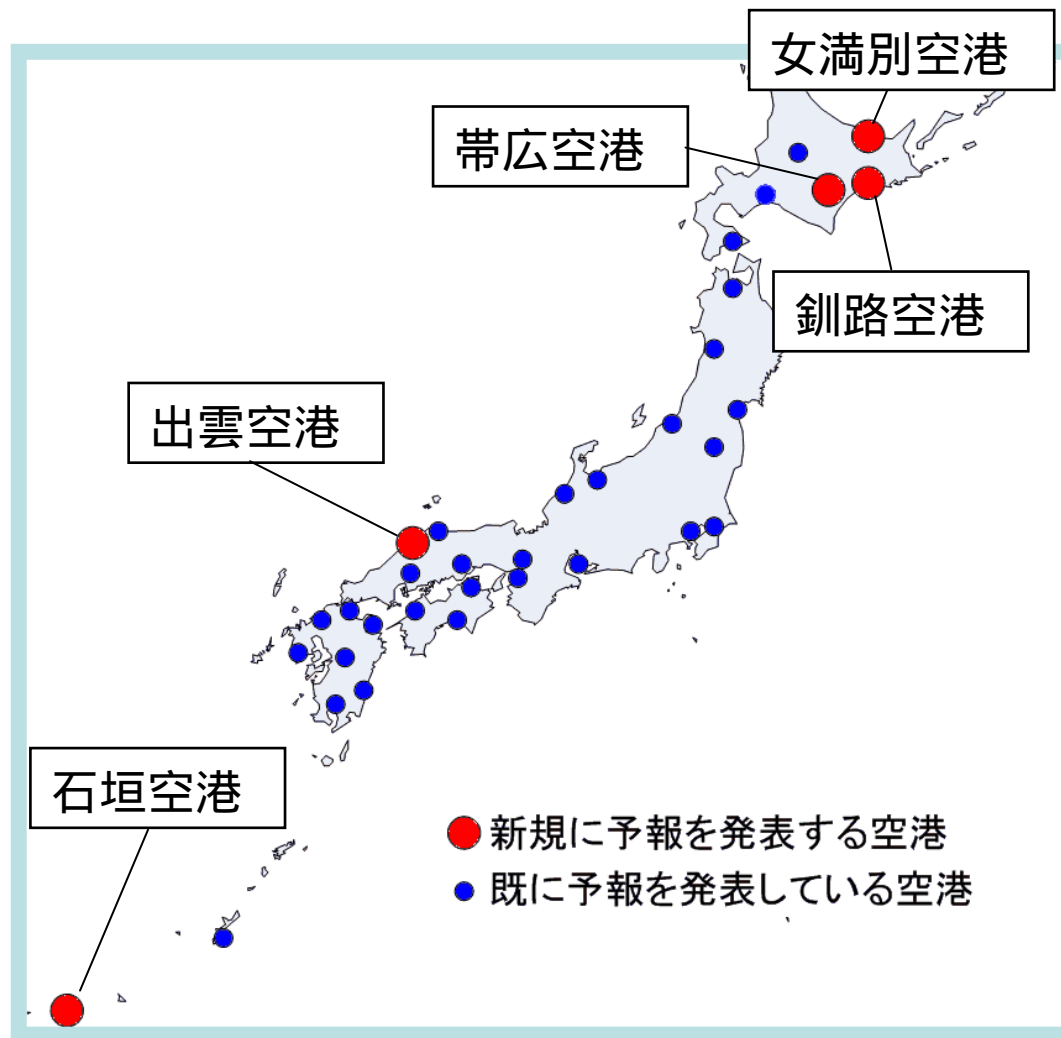 女満別空港
帯広空港
釧路空港
出雲空港
石垣空港
新規に予報を発表する空港
既に予報を発表している空港